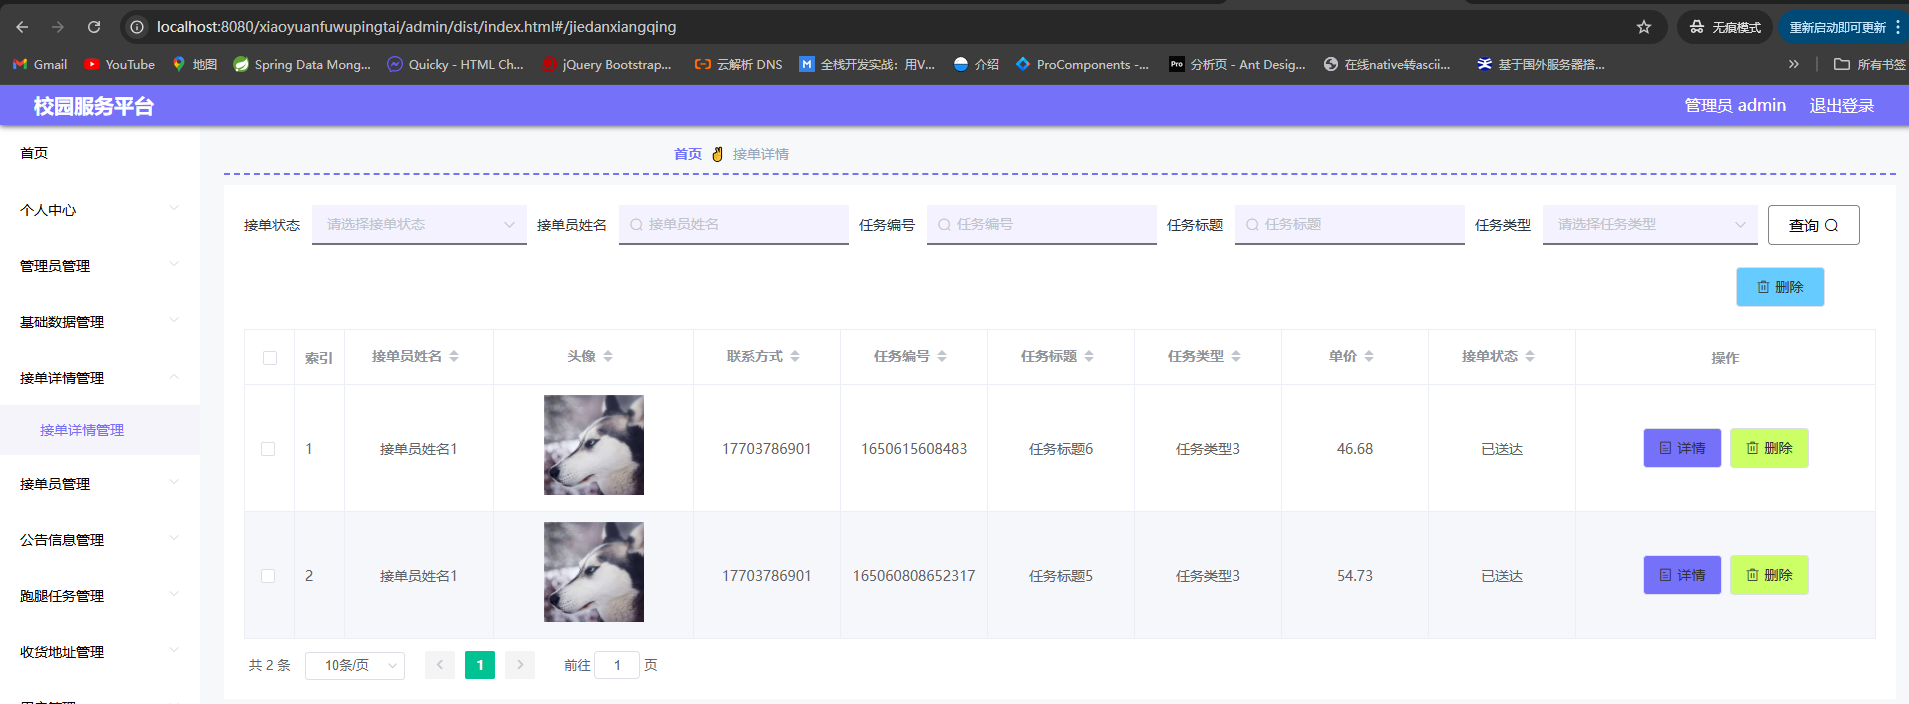 localhost:8080/xiaoyuanfuwupingtai/admin/dist/index.html#/jiedanxiangqing 无痕模式 重新启动即可更新
Gmail YouTube 地图 Spring Data Mong... Quicky - HTML Ch... jQuery Bootstrap... 云解析 DNS 全栈开发实战：用V... 介绍 ProComponents -... Pro 分析页 - Ant Desig... 在线native转ascii... 基于国外服务器搭... » 所有书签
校园服务平台 管理员 admin 退出登录
首页
个人中心
管理员管理
基础数据管理
接单详情管理
接单详情管理
接单员管理
公告信息管理
跑腿任务管理
收货地址管理
首页 接单详情
接单状态 请选择接单状态 接单员姓名 接单员姓名 任务编号 任务编号 任务标题 任务标题 任务类型 请选择任务类型 查询
删除
索引 接单员姓名 头像 联系方式 任务编号 任务标题 任务类型 单价 接单状态 操作
1 接单员姓名1 17703786901 1650615608483 任务标题6 任务类型3 46.68 已送达 详情 删除
2 接单员姓名1 17703786901 165060808652317 任务标题5 任务类型3 54.73 已送达 详情 删除
共 2 条 10条/页 1 前往 1 页